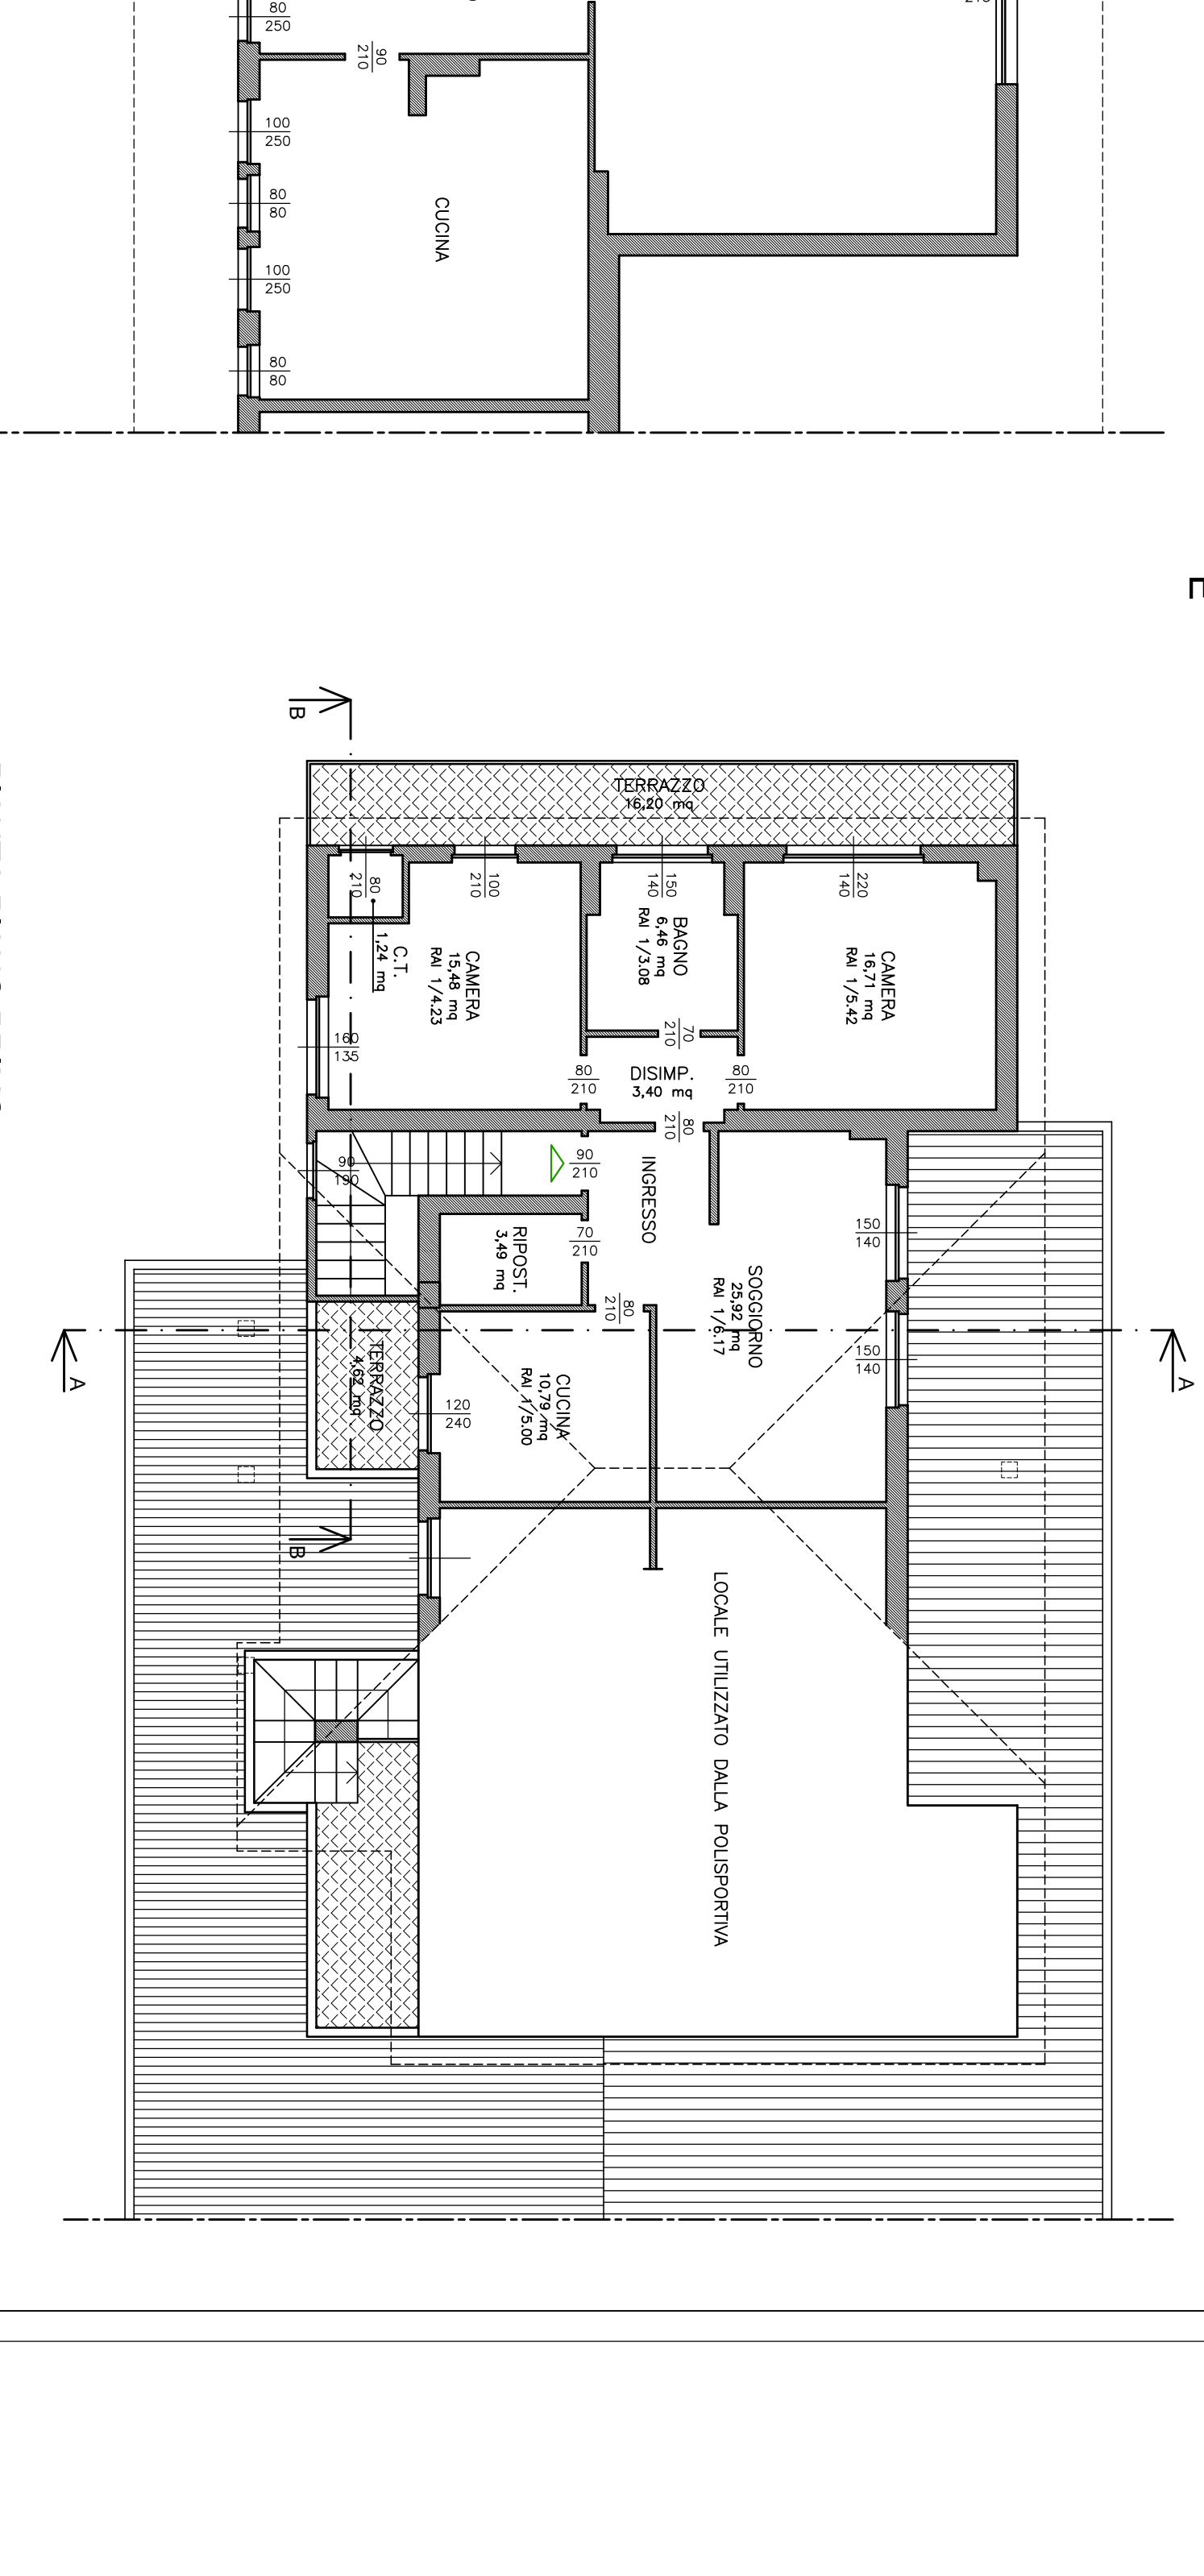 80
250
90
210
100
250
80
80
CUCINA
100
250
80
80
B
TERRAZZO
16,20 mq
80
210
100
210
150
140
220
140
C.T.
1,24 mq
CAMERA
15,48 mq
RAI 1/4.23
BAGNO
6,46 mq
RAI 1/3.08
CAMERA
16,71 mq
RAI 1/5.42
160
135
70
210
80
210
DISIMP.
3,40 mq
80
210
80
210
90
190
90
210
INGRESSO
70
210
RIPOST.
3,49 mq
150
140
80
210
SOGGIORNO
25,92 mq
RAI 1/6.17
150
140
A
A
TERRAZZO
4,62 mq
120
240
CUCINA
10,79 mq
RAI 1/5.00
B
LOCALE UTILIZZATO DALLA POLISPORTIVA